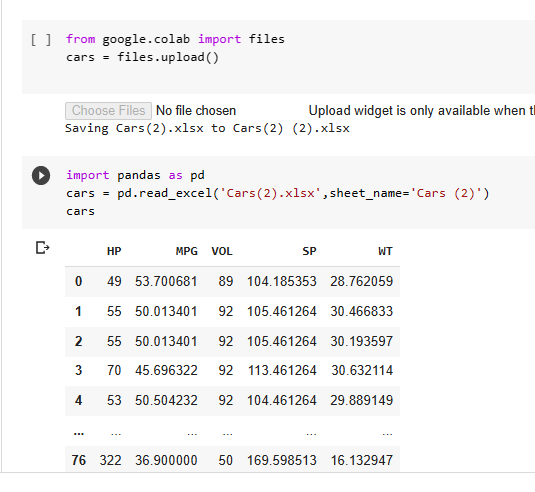 [ ] from google.colab import files
cars = files.upload()
Choose Files No file chosen Upload widget is only available when
Saving Cars(2).xlsx to Cars(2) (2).xlsx
import pandas as pd
cars = pd.read_excel('Cars(2).xlsx',sheet_name='Cars (2)')
cars
HP MPG VOL SP WT
0 49 53.700681 89 104.185353 28.762059
1 55 50.013401 92 105.461264 30.466833
2 55 50.013401 92 105.461264 30.193597
3 70 45.696322 92 113.461264 30.632114
4 53 50.504232 92 104.461264 29.889149
... ... ... ... ... ...
76 322 36.900000 50 169.598513 16.132947